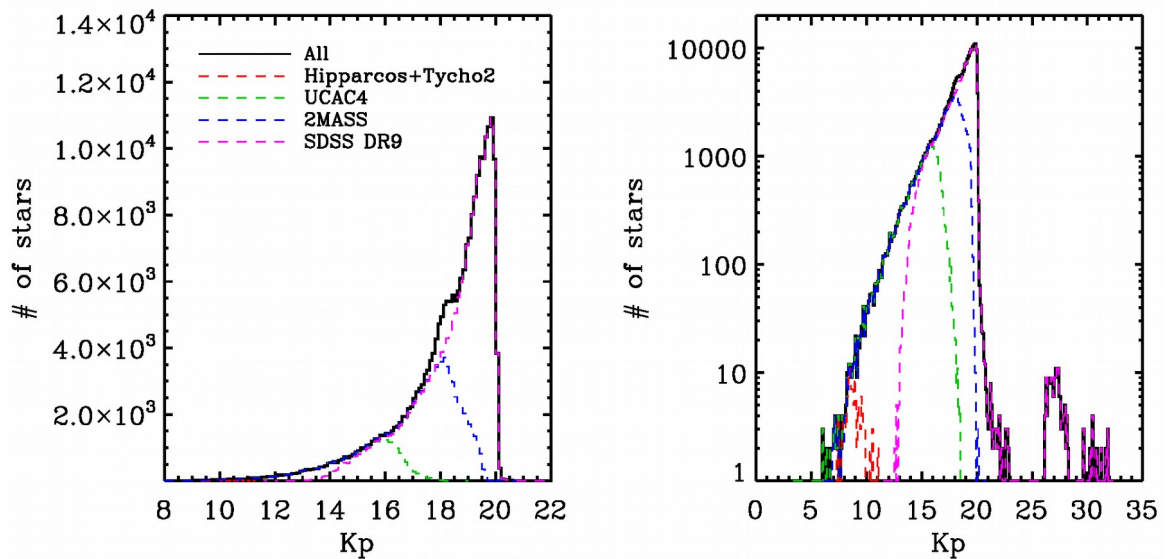 1.4×10⁴
1.2×10⁴
1.0×10⁴
8.0×10³
6.0×10³
4.0×10³
2.0×10³
# of stars
All
Hipparcos+Tycho2
UCAC4
2MASS
SDSS DR9
8 10 12 14 16 18 20 22
Kp
10000
1000
100
10
1
# of stars
0 5 10 15 20 25 30 35
Kp